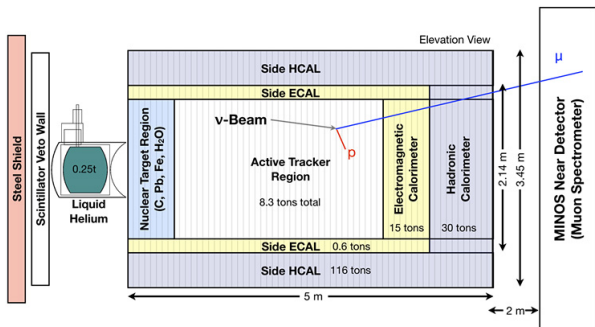 Elevation View
Side HCAL
Side ECAL
Steel Shield
Scintillator Veto Wall
0.25t
Liquid
Helium
Nuclear Target Region
(C, Pb, Fe, H₂O)
ν-Beam
p
μ
Active Tracker
Region
8.3 tons total
Electromagnetic
Calorimeter
15 tons
Hadronic
Calorimeter
30 tons
2.14 m
3.45 m
MINOS Near Detector
(Muon Spectrometer)
Side ECAL 0.6 tons
Side HCAL 116 tons
5 m
2 m